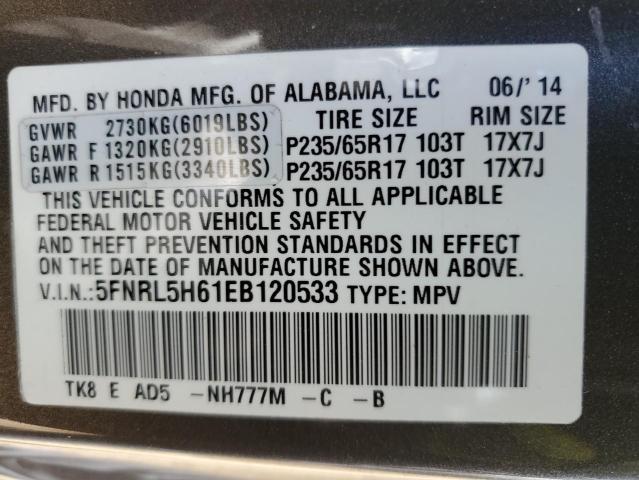 MFD. BY HONDA MFG. OF ALABAMA, LLC 06/'14
GVWR 2730KG(6019LBS) TIRE SIZE RIM SIZE
GAWR F 1320KG(2910LBS) P235/65R17 103T 17X7J
GAWR R 1515KG(3340LBS) P235/65R17 103T 17X7J
THIS VEHICLE CONFORMS TO ALL APPLICABLE
FEDERAL MOTOR VEHICLE SAFETY
AND THEFT PREVENTION STANDARDS IN EFFECT
ON THE DATE OF MANUFACTURE SHOWN ABOVE.
V.I.N.:5FNRL5H61EB120533 TYPE: MPV
TK8 E AD5 -NH777M -C -B